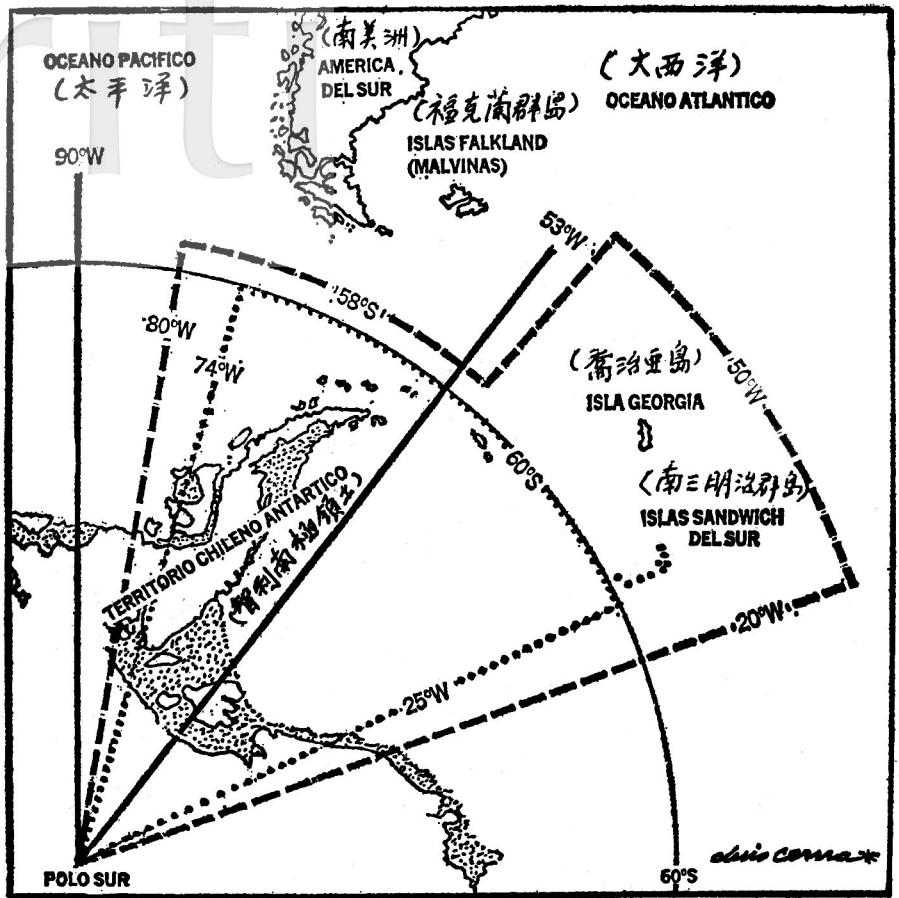 OCEANO PACIFICO
(太平洋)
(南美洲)
AMERICA
DEL SUR
(大西洋)
OCEANO ATLANTICO
(福克蘭群島)
ISLAS FALKLAND
(MALVINAS)
90°W
53°W
58°S
80°W
74°W
50°W
(喬治亜島)
ISLA GEORGIA
60°S
(南三明治群島)
ISLAS SANDWICH
DEL SUR
TERRITORIO CHILENO ANTARTICO
(智利南極領土)
20°W
25°W
POLO SUR
60°S